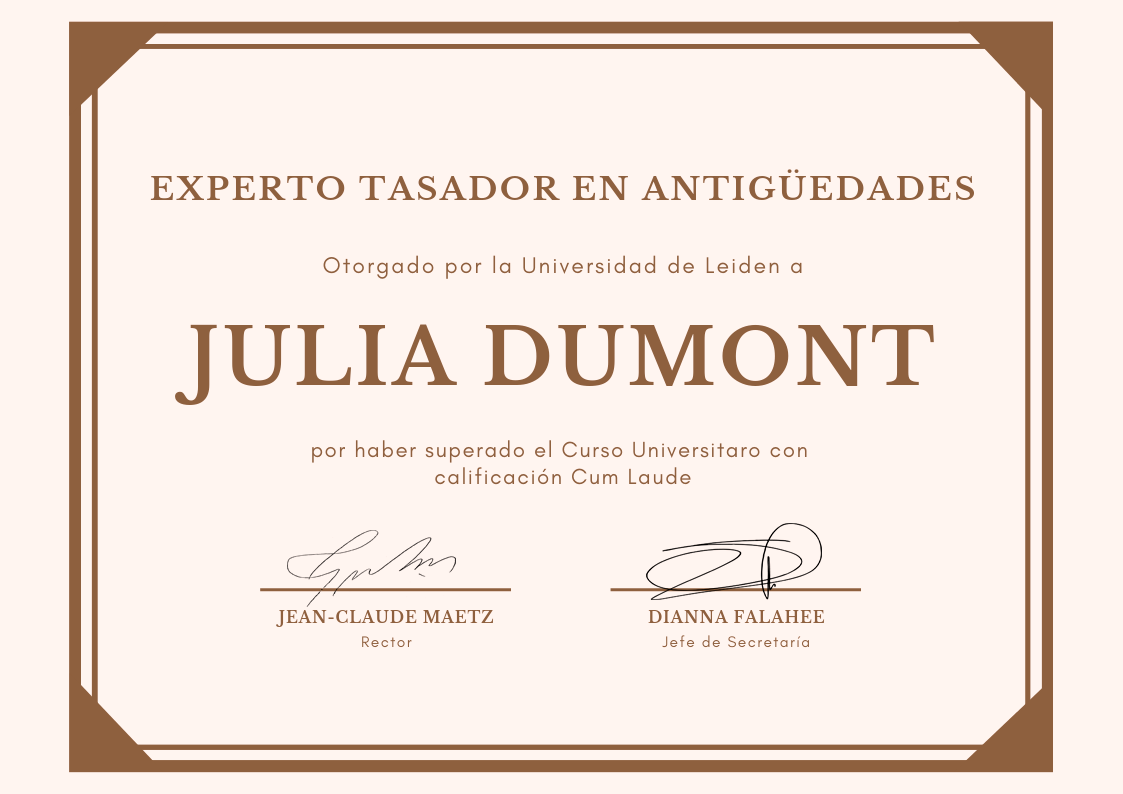 EXPERTO TASADOR EN ANTIGÜEDADES
Otorgado por la Universidad de Leiden a
JULIA DUMONT
por haber superado el Curso Universitaro con
calificación Cum Laude
JEAN-CLAUDE MAETZ
Rector
DIANNA FALAHEE
Jefe de Secretaría